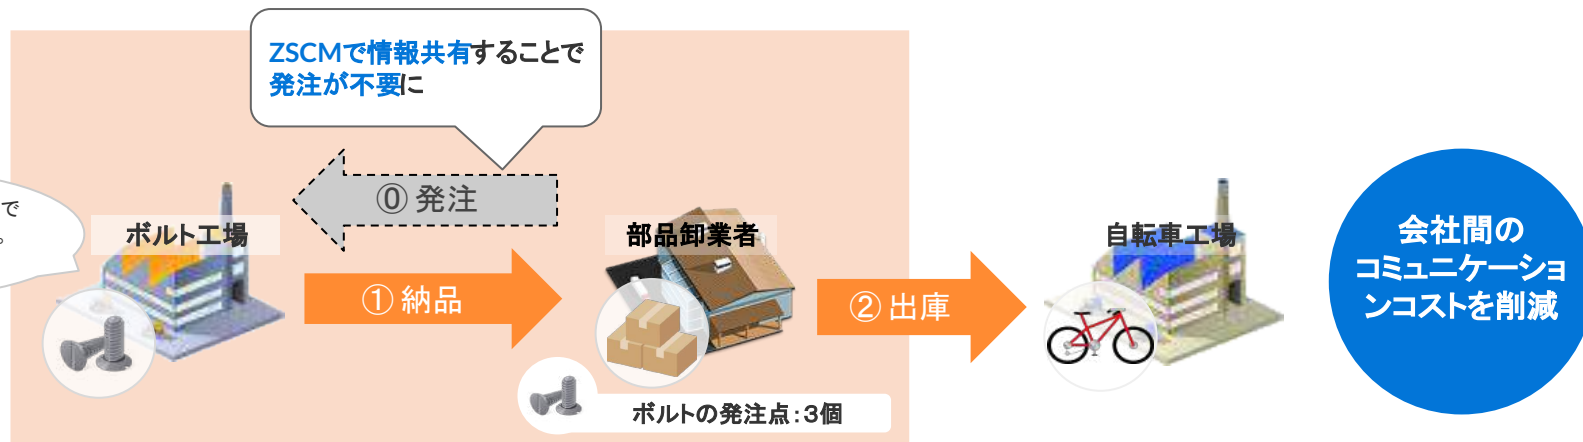 ZSCMで情報共有することで
発注が不要に
⓪ 発注
で
。
ボルト工場
部品卸業者
自転車工場
① 納品
② 出庫
ボルトの発注点：3個
会社間の
コミュニケーショ
ンコストを削減